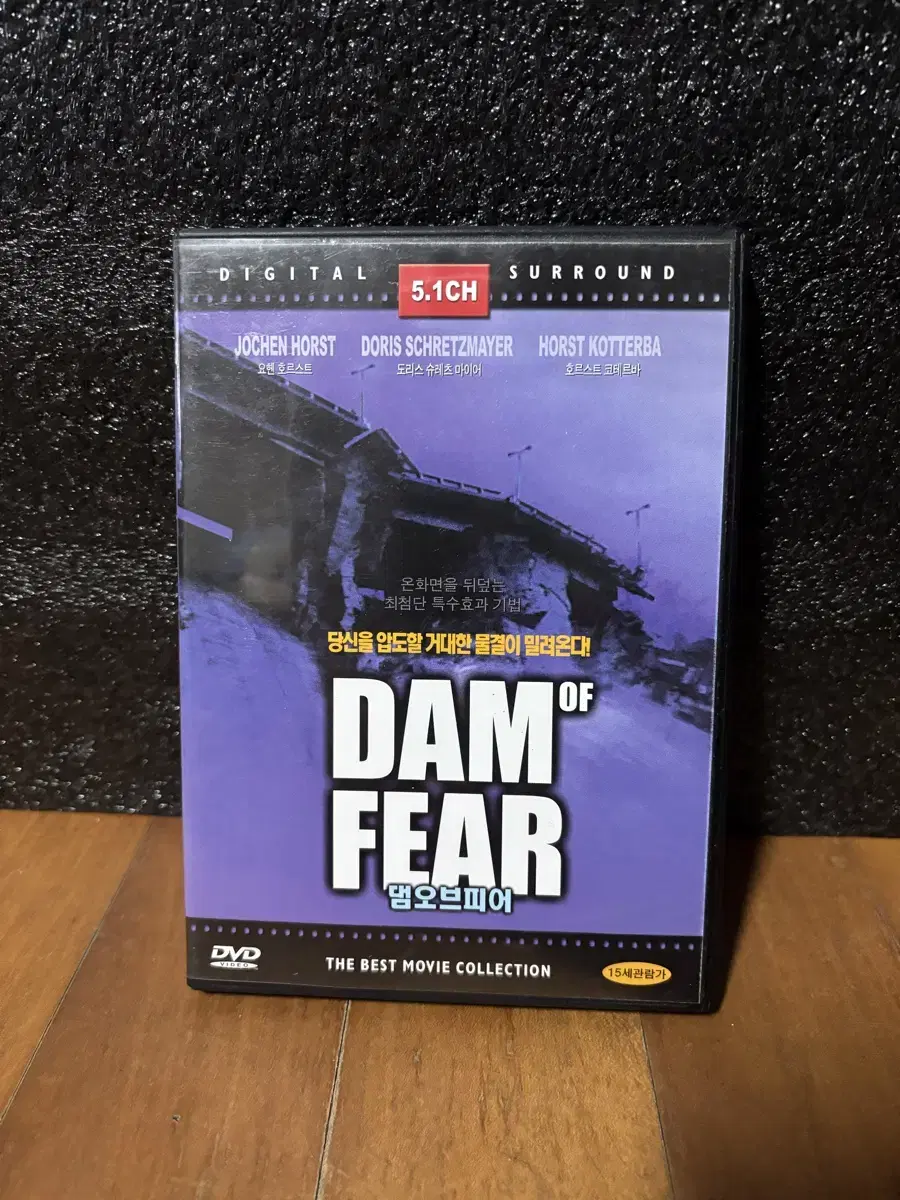 DIGITAL 5.1CH SURROUND
JOCHEN HORST DORIS SCHRETZMAYER HORST KOTTERBA
요헨 호르스트 도리스 슈레츠 마이어 호르스트 코테르바
온화면을 뒤덮는
최첨단 특수효과 기법
당신을 압도할 거대한 물결이 밀려온다!
DAM OF
FEAR
댐오브피어
DVD VIDEO THE BEST MOVIE COLLECTION 15세관람가